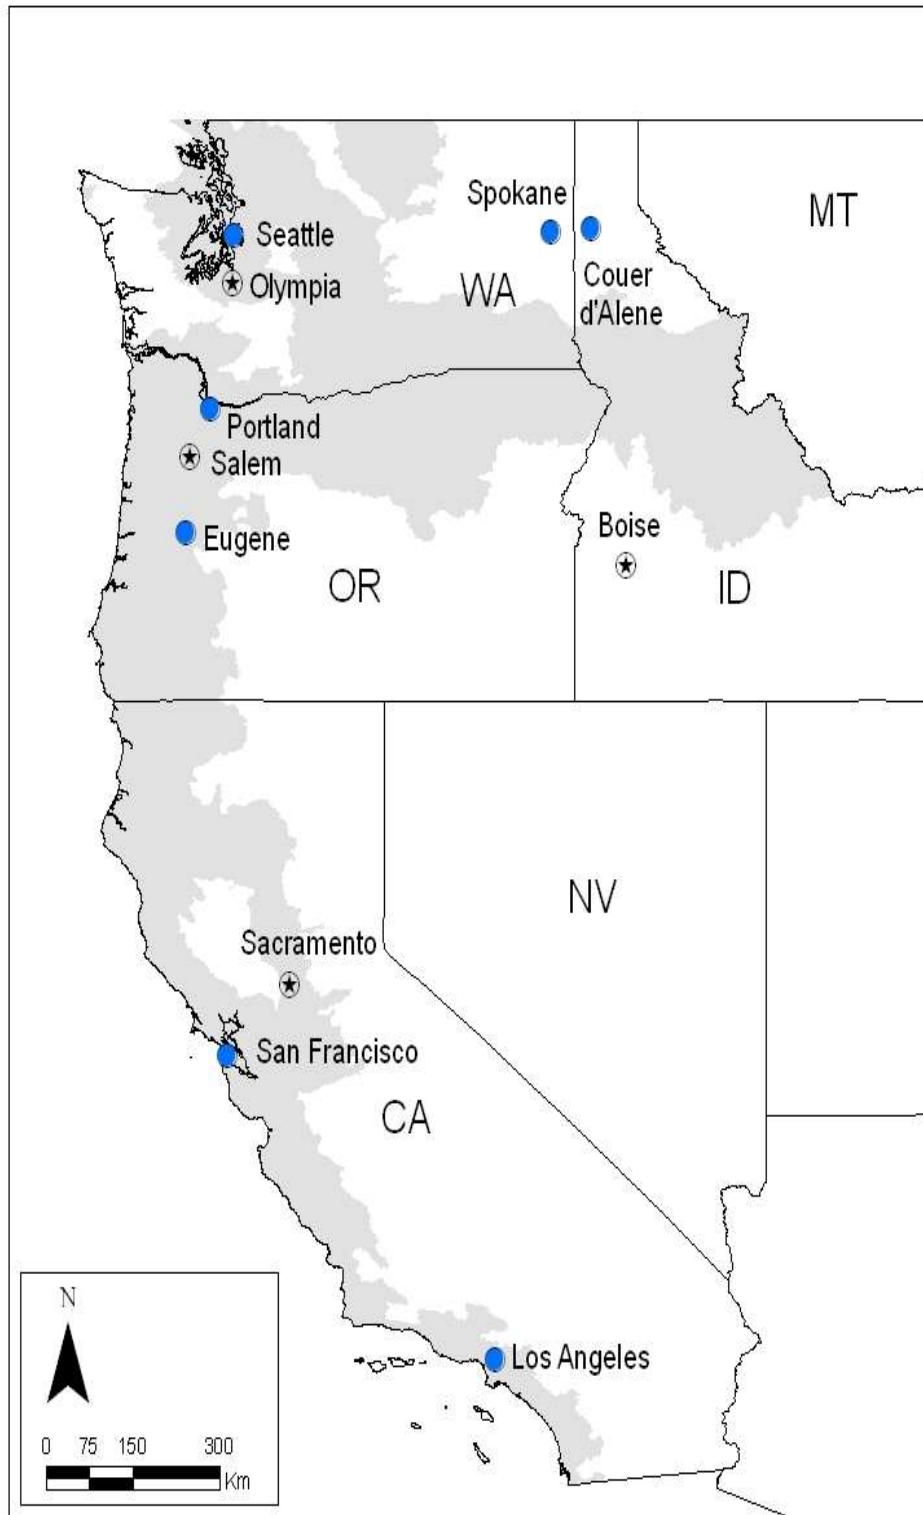 Spokane
MT
Seattle
Couer
d'Alene
Olympia
WA
Portland
Salem
Boise
Eugene
OR
ID
NV
Sacramento
San Francisco
CA
N
Los Angeles
0 75 150 300
Km